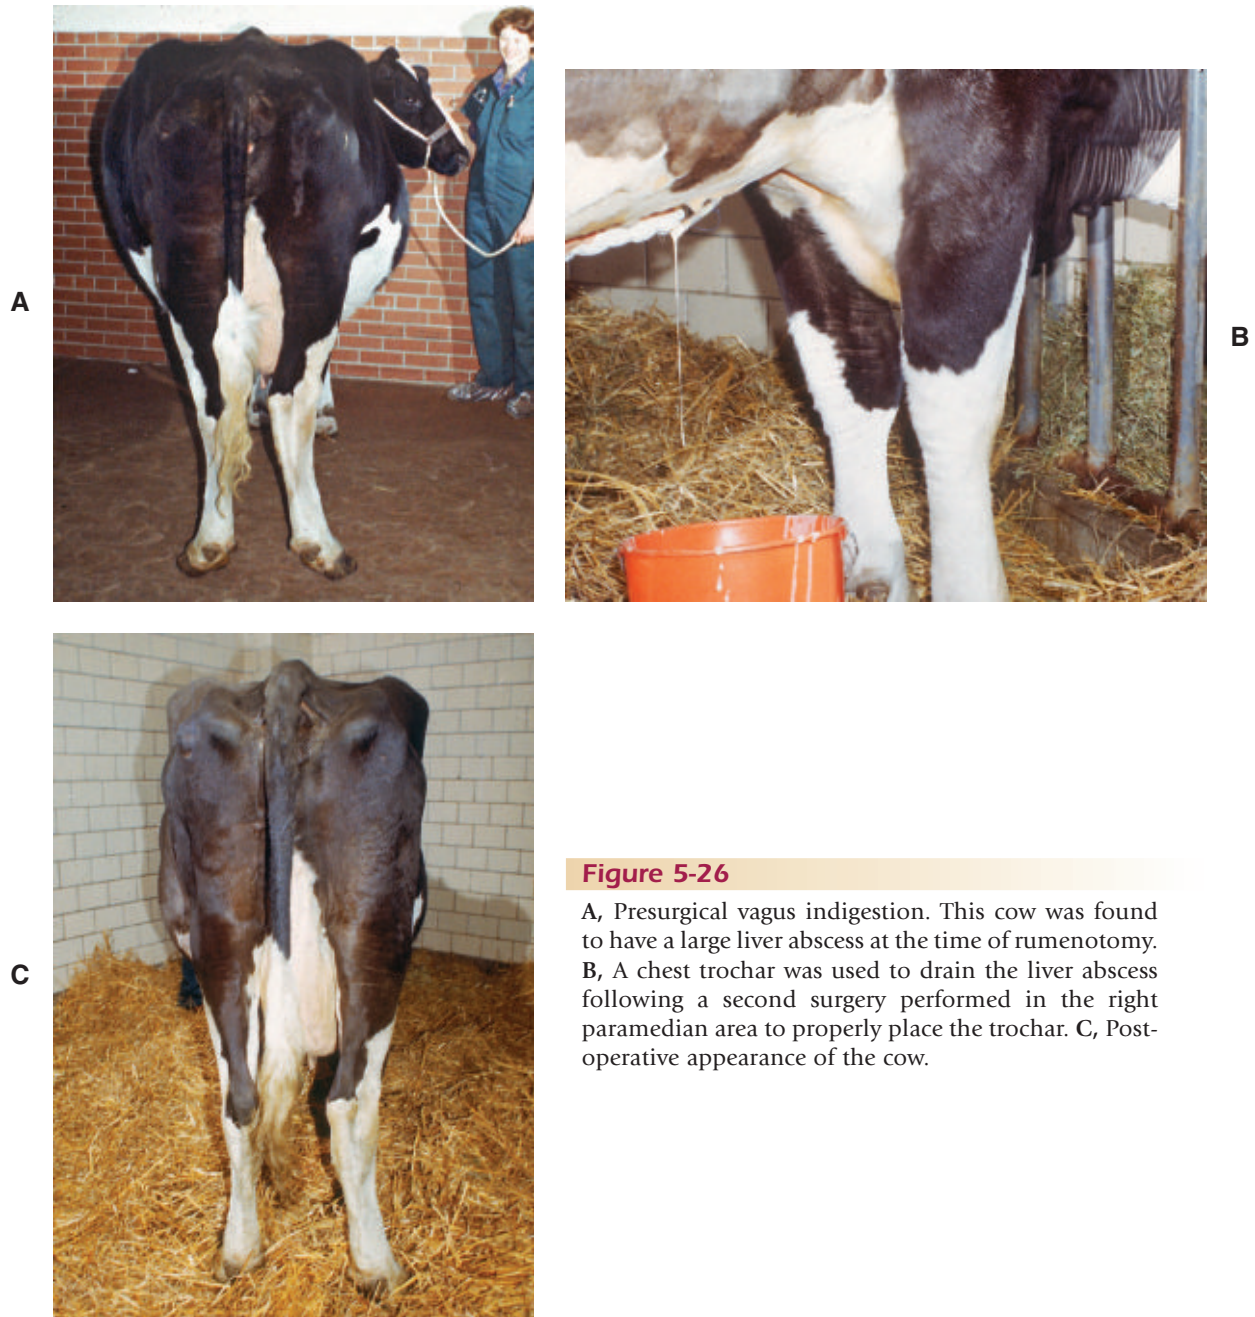 A
B
C
Figure 5-26
A, Presurgical vagus indigestion. This cow was found
to have a large liver abscess at the time of rumenotomy.
B, A chest trochar was used to drain the liver abscess
following a second surgery performed in the right
paramedian area to properly place the trochar. C, Post-
operative appearance of the cow.